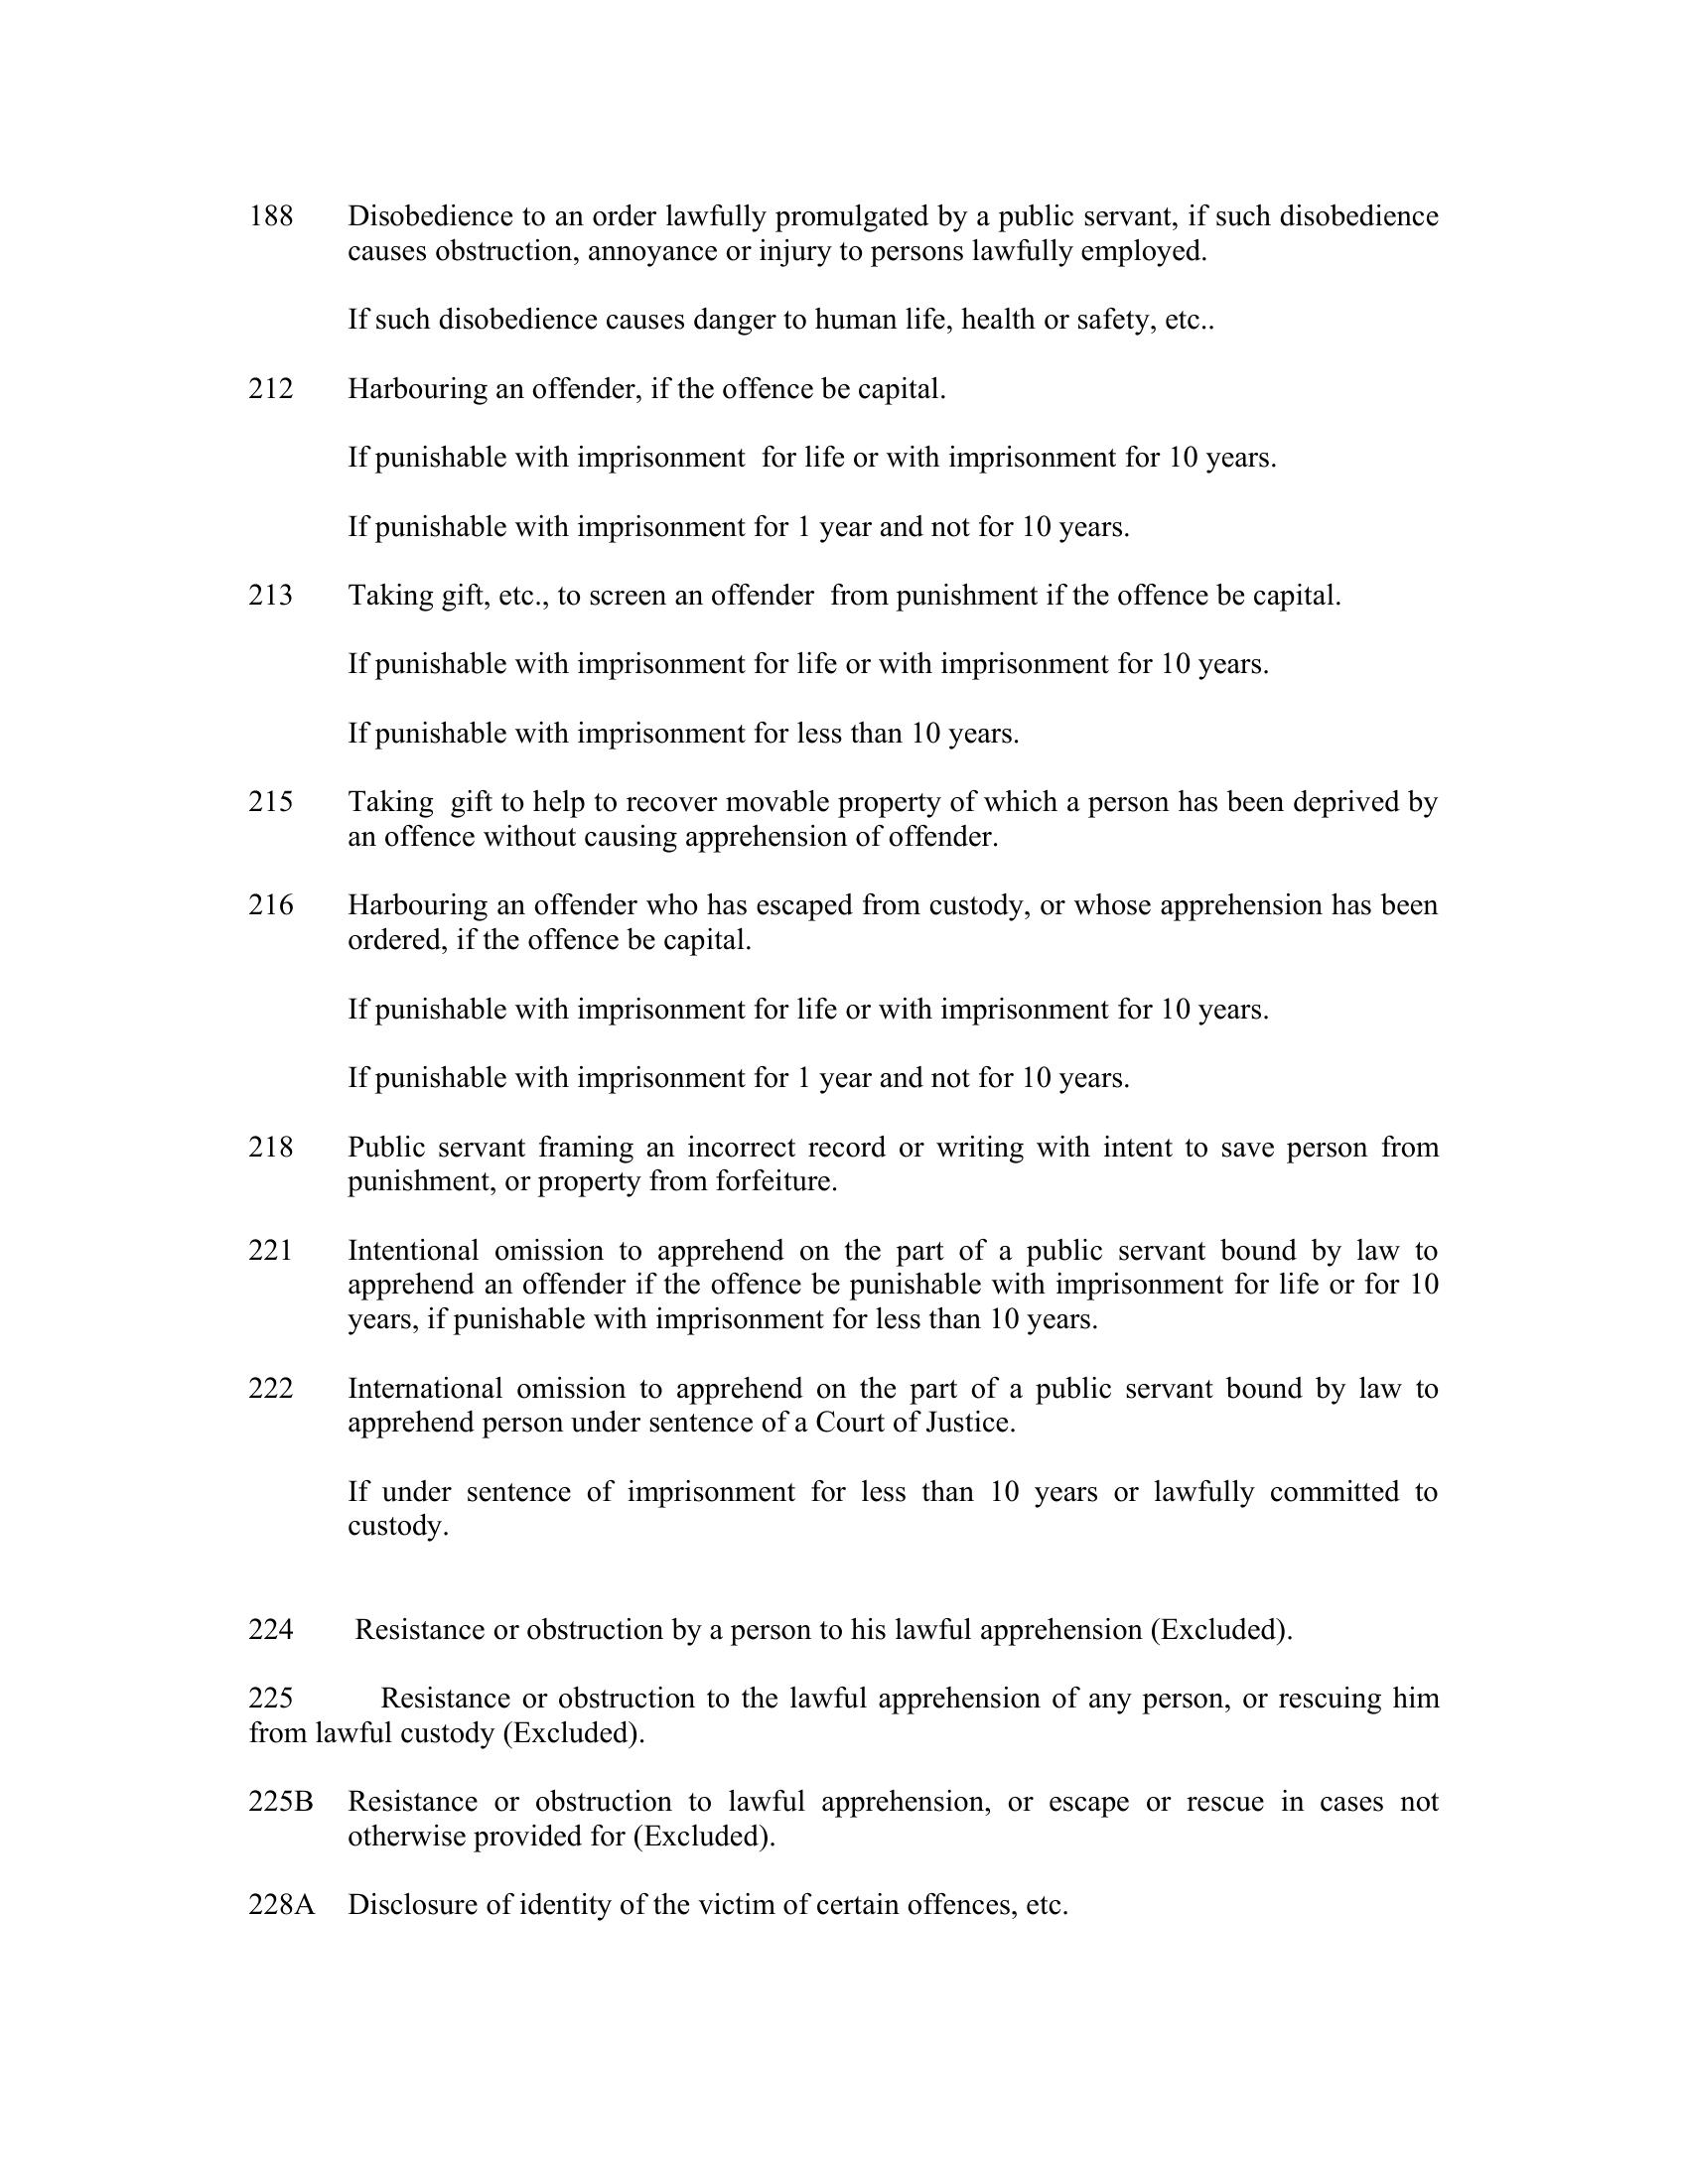 188 Disobedience to an order lawfully promulgated by a public servant, if such disobedience
causes obstruction, annoyance or injury to persons lawfully employed.
If such disobedience causes danger to human life, health or safety, etc..
212 Harbouring an offender, if the offence be capital.
If punishable with imprisonment for life or with imprisonment for 10 years.
If punishable with imprisonment for 1 year and not for 10 years.
213 Taking gift, etc., to screen an offender from punishment if the offence be capital.
If punishable with imprisonment for life or with imprisonment for 10 years.
If punishable with imprisonment for less than 10 years.
215 Taking gift to help to recover movable property of which a person has been deprived by
an offence without causing apprehension of offender.
216 Harbouring an offender who has escaped from custody, or whose apprehension has been
ordered, if the offence be capital.
If punishable with imprisonment for life or with imprisonment for 10 years.
If punishable with imprisonment for 1 year and not for 10 years.
218 Public servant framing an incorrect record or writing with intent to save person from
punishment, or property from forfeiture.
221 Intentional omission to apprehend on the part of a public servant bound by law to
apprehend an offender if the offence be punishable with imprisonment for life or for 10
years, if punishable with imprisonment for less than 10 years.
222 International omission to apprehend on the part of a public servant bound by law to
apprehend person under sentence of a Court of Justice.
If under sentence of imprisonment for less than 10 years or lawfully committed to
custody.
224 Resistance or obstruction by a person to his lawful apprehension (Excluded).
225 Resistance or obstruction to the lawful apprehension of any person, or rescuing him
from lawful custody (Excluded).
225B Resistance or obstruction to lawful apprehension, or escape or rescue in cases not
otherwise provided for (Excluded).
228A Disclosure of identity of the victim of certain offences, etc.